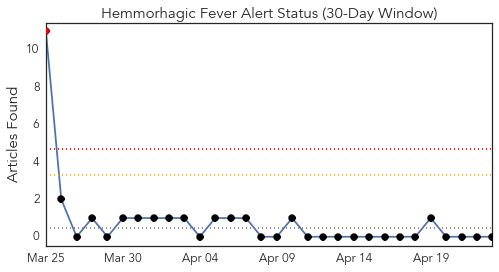 Hemmorhagic Fever Alert Status (30-Day Window)
Articles Found
10
8
6
4
2
0
Mar 25 Mar 30 Apr 04 Apr 09 Apr 14 Apr 19